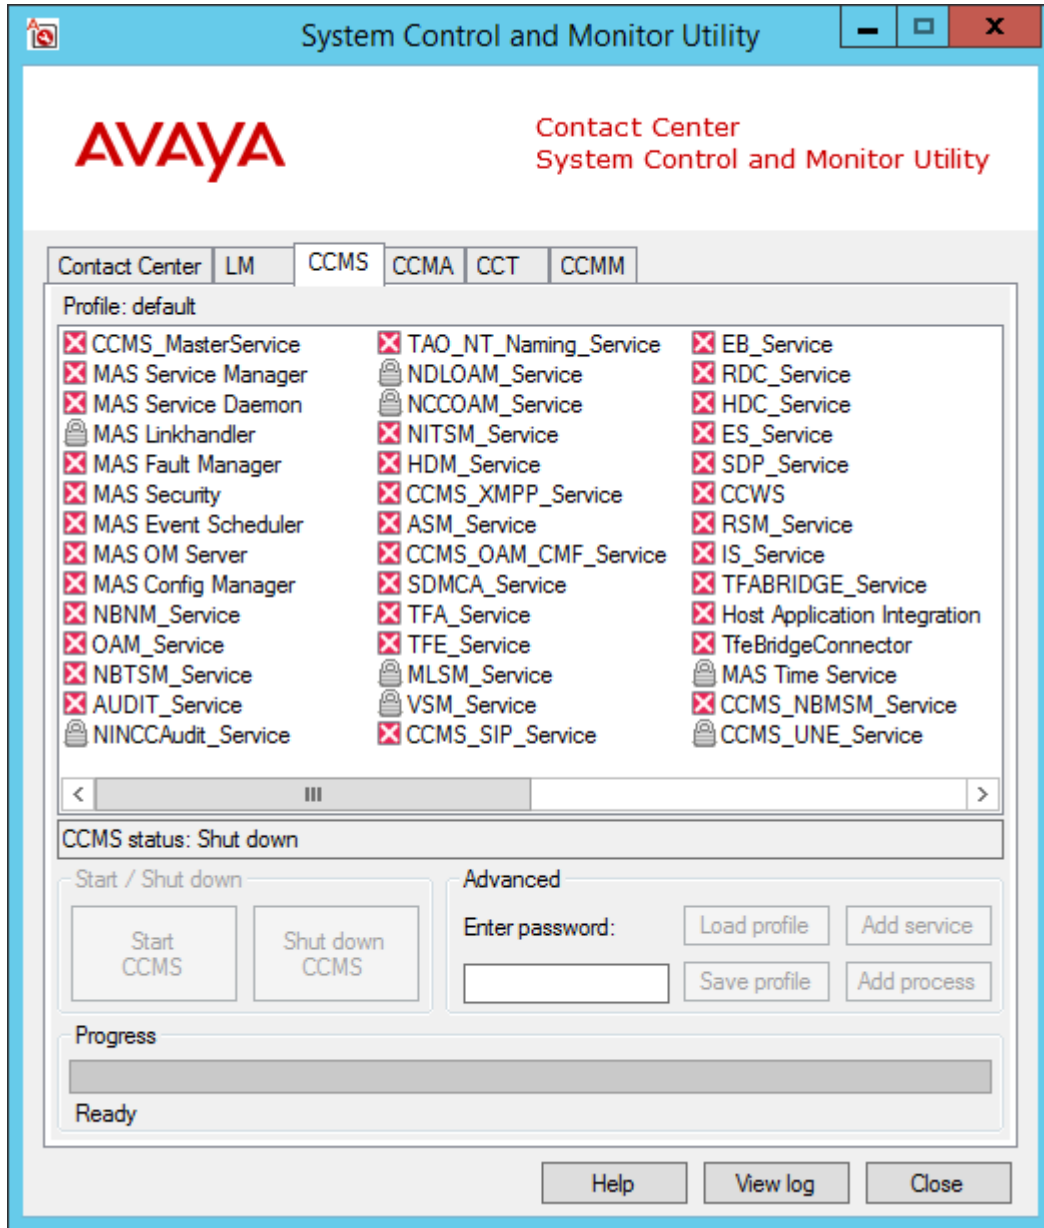 System Control and Monitor Utility
AVAYA
Contact Center
System Control and Monitor Utility
Contact Center LM CCMS CCMA CCT CCMM
Profile: default
CCMS_MasterService TAO_NT_Naming_Service EB_Service
MAS Service Manager NDLOAM_Service RDC_Service
MAS Service Daemon NCCOAM_Service HDC_Service
MAS Linkhandler NITSM_Service ES_Service
MAS Fault Manager HDM_Service SDP_Service
MAS Security CCMS_XMPP_Service CCWS
MAS Event Scheduler ASM_Service RSM_Service
MAS OM Server CCMS_OAM_CMF_Service IS_Service
MAS Config Manager SDMCA_Service TFABRIDGE_Service
NBNM_Service TFA_Service Host Application Integration
OAM_Service TFE_Service TfeBridgeConnector
NBTSM_Service MLSM_Service MAS Time Service
AUDIT_Service VSM_Service CCMS_NBMSM_Service
NINCCAudit_Service CCMS_SIP_Service CCMS_UNE_Service
CCMS status: Shut down
Start / Shut down
Start
CCMS
Shut down
CCMS
Advanced
Enter password:
Load profile Add service
Save profile Add process
Progress
Ready
Help View log Close